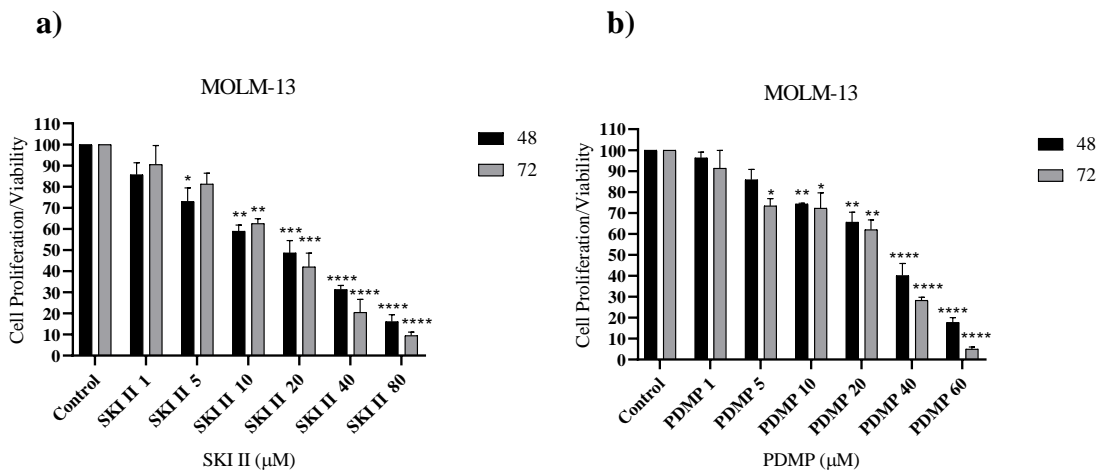 a)
MOLM-13
Cell Proliferation/Viability
110
100
90
80
70
60
50
40
30
20
10
0
48
72
*
** **
*** ***
**** ****
**** ****
Control
SKI II 1
SKI II 5
SKI II 10
SKI II 20
SKI II 40
SKI II 80
SKI II (μM)
b)
MOLM-13
Cell Proliferation/Viability
110
100
90
80
70
60
50
40
30
20
10
0
48
72
*
** *
** **
**** ****
**** ****
Control
PDMP 1
PDMP 5
PDMP 10
PDMP 20
PDMP 40
PDMP 60
PDMP (μM)